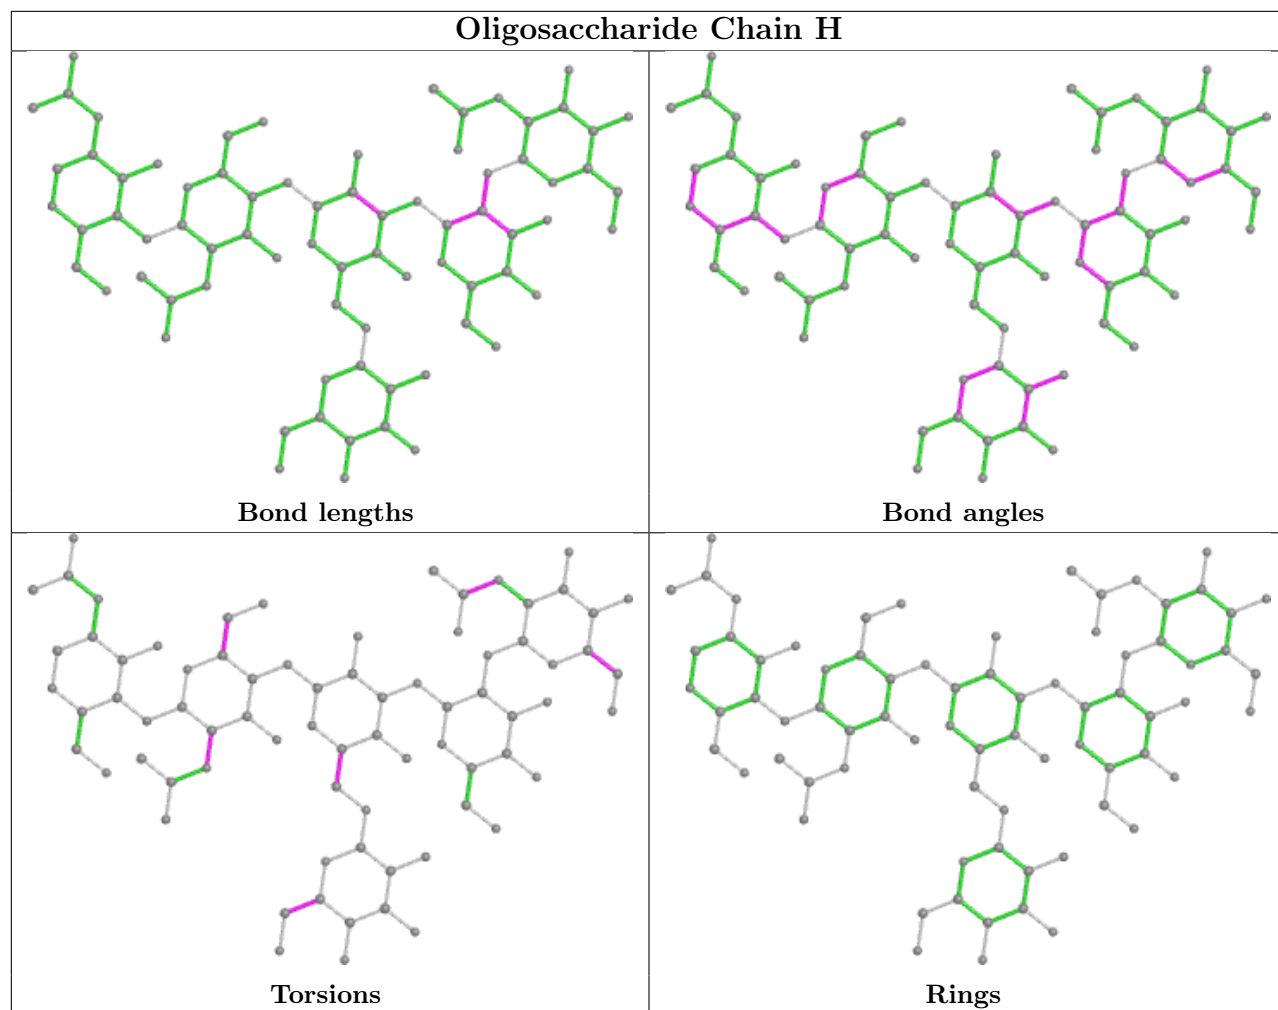 Oligosaccharide Chain H
Bond lengths
Bond angles
Torsions
Rings